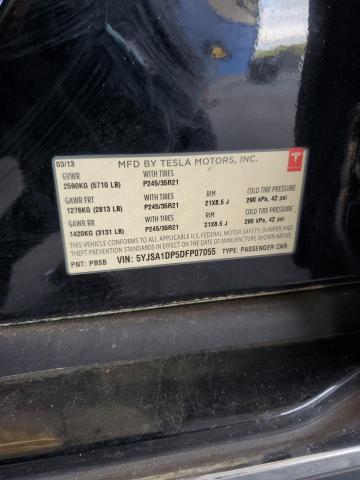 03/13 MFD BY TESLA MOTORS, INC.
GVWR WITH TIRES
2590KG (5710 LB) P245/35R21
GAWR FRT WITH TIRES RIM COLD TIRE PRESSURE
1276KG (2813 LB) P245/35R21 21X8.5 J 290 kPa, 42 psi
GAWR RR WITH TIRES RIM COLD TIRE PRESSURE
1420KG (3131 LB) P245/35R21 21X8.5 J 290 kPa, 42 psi
THIS VEHICLE CONFORMS TO ALL APPLICABLE U.S. FEDERAL MOTOR VEHICLE SAFETY, BUMPER AND
THEFT PREVENTION STANDARDS IN EFFECT ON THE DATE OF MANUFACTURE SHOWN ABOVE.
PNT: PBSB VIN: 5YJSA1DP5DFP07055 TYPE: PASSENGER CAR